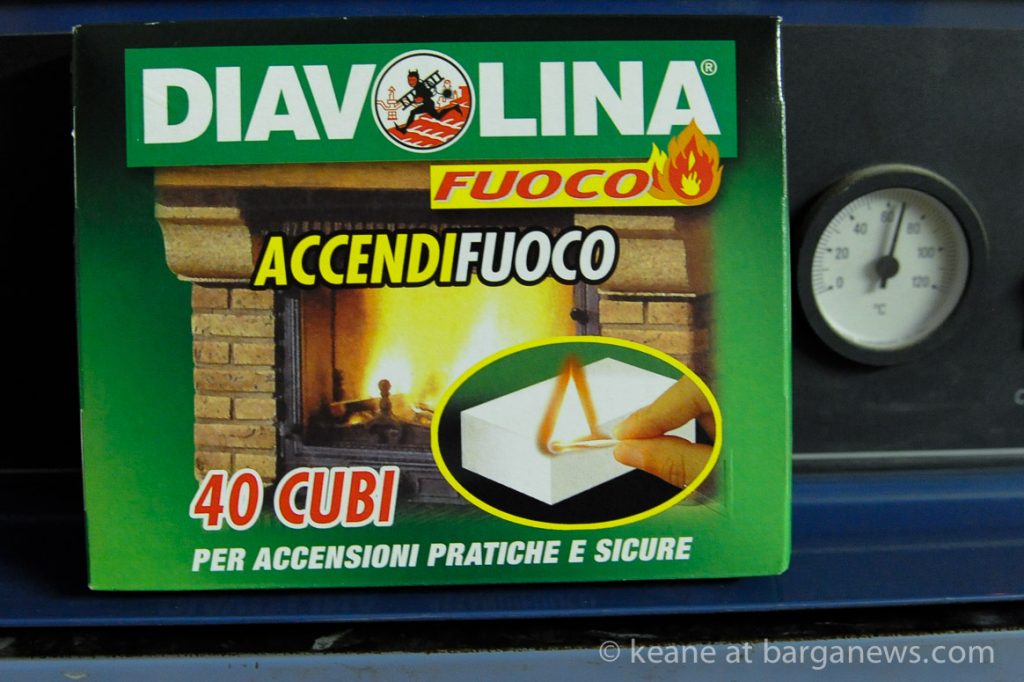 DIAVOLINA®
FUOCO
ACCENDIFUOCO
40 CUBI
PER ACCENSIONI PRATICHE E SICURE
0 20 40 60 80 100 120
°C
© keane at barganews.com